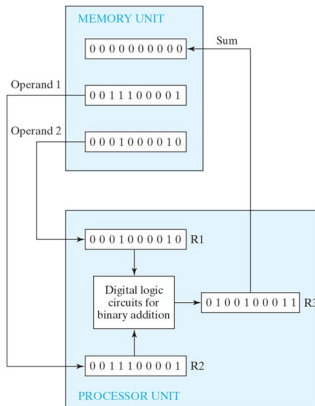 MEMORY UNIT
0 0 0 0 0 0 0 0 0 0
Sum
Operand 1
0 0 1 1 1 0 0 0 0 1
Operand 2
0 0 0 1 0 0 0 0 1 0
0 0 0 1 0 0 0 0 1 0 R1
Digital logic
circuits for
binary addition
0 1 0 0 1 0 0 0 1 1 R3
0 0 1 1 1 0 0 0 0 1 R2
PROCESSOR UNIT